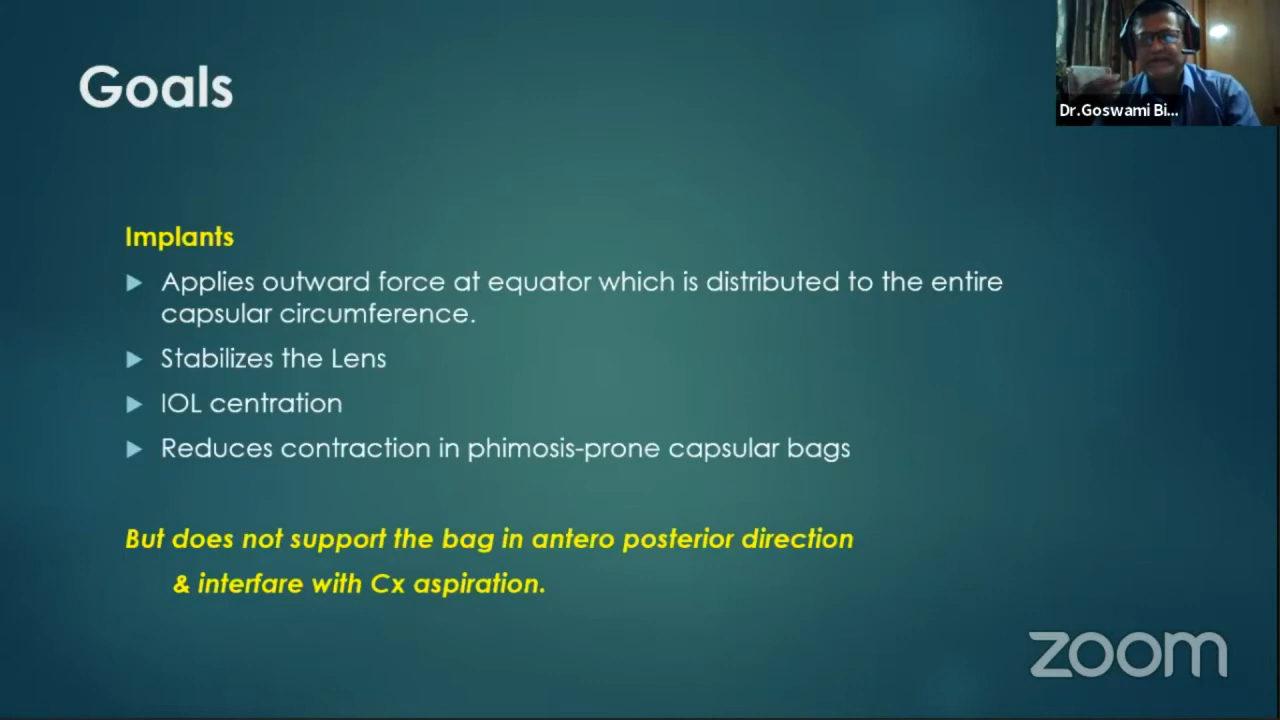 Goals
Dr.Goswami Bi...
Implants
Applies outward force at equator which is distributed to the entire
capsular circumference.
Stabilizes the Lens
IOL centration
Reduces contraction in phimosis-prone capsular bags
But does not support the bag in antero posterior direction
& interfare with Cx aspiration.
zoom